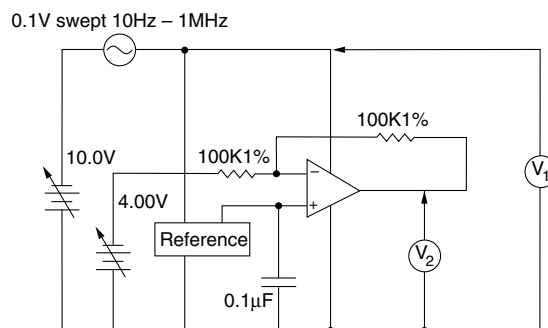 0.1V swept 10Hz – 1MHz
100K1%
10.0V
100K1%
4.00V
V1
−
+
Reference
V2
0.1µF